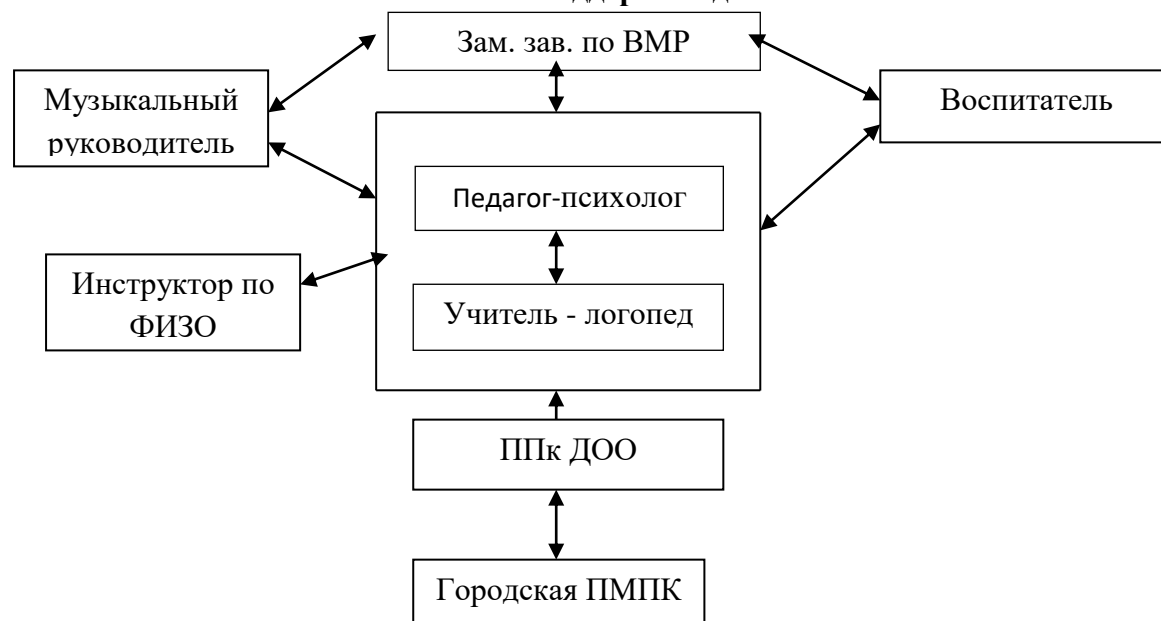 Зам. зав. по ВМР
Музыкальный
руководитель
Воспитатель
Педагог-психолог
Инструктор по
ФИЗО
Учитель - логопед
ППк ДОО
Городская ПМПК